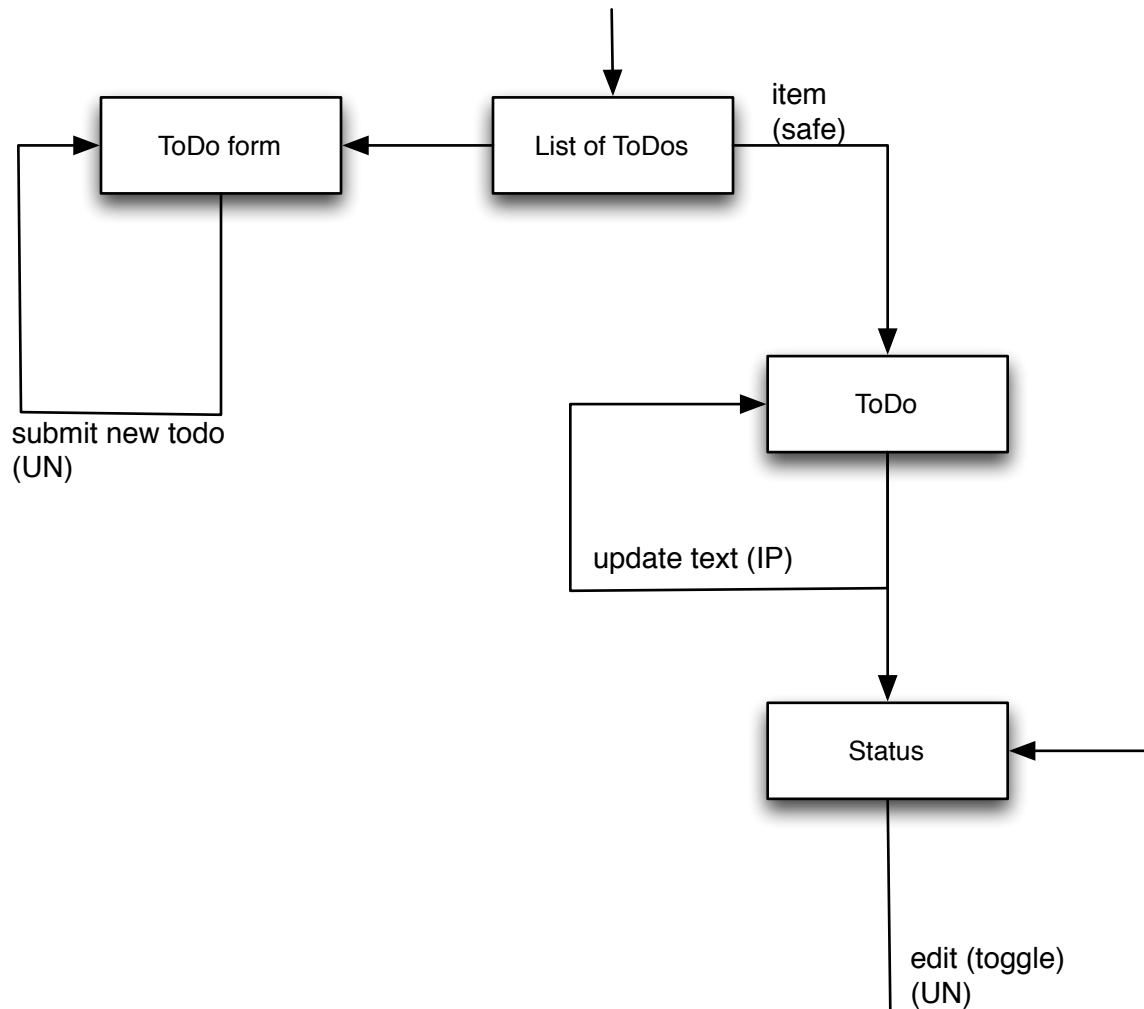 item
(safe)
ToDo form
List of ToDos
ToDo
submit new todo
(UN)
update text (IP)
Status
edit (toggle)
(UN)